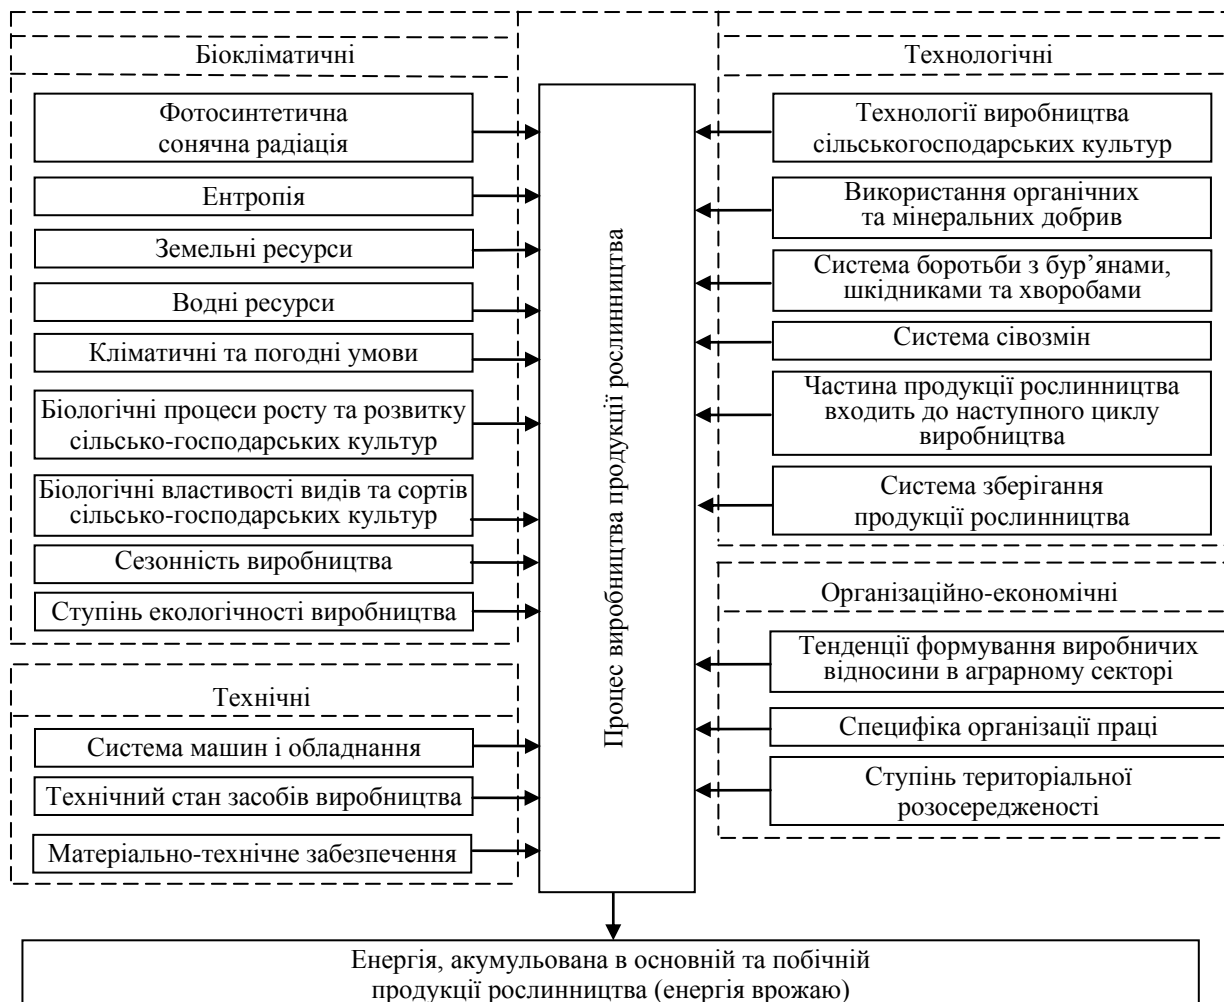 Біокліматичні
Фотосинтетична
сонячна радіація
Ентропія
Земельні ресурси
Водні ресурси
Кліматичні та погодні умови
Біологічні процеси росту та розвитку
сільсько-господарських культур
Біологічні властивості видів та сортів
сільсько-господарських культур
Сезонність виробництва
Ступінь екологічності виробництва
Технічні
Система машин і обладнання
Технічний стан засобів виробництва
Матеріально-технічне забезпечення
Процес виробництва продукції рослинництва
Технологічні
Технології виробництва
сільськогосподарських культур
Використання органічних
та мінеральних добрив
Система боротьби з бур’янами,
шкідниками та хворобами
Система сівозмін
Частина продукції рослинництва
входить до наступного циклу
виробництва
Система зберігання
продукції рослинництва
Організаційно-економічні
Тенденції формування виробничих
відносини в аграрному секторі
Специфіка організації праці
Ступінь територіальної
розосередженості
Енергія, акумульована в основній та побічній
продукції рослинництва (енергія врожаю)